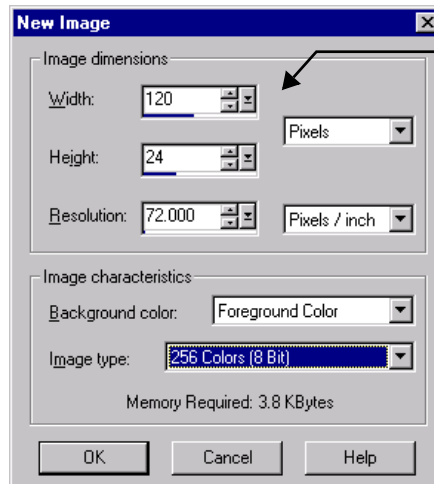 New Image
Image dimensions
Width: 120
Pixels
Height: 24
Resolution: 72.000 Pixels / inch
Image characteristics
Background color: Foreground Color
Image type: 256 Colors (8 Bit)
Memory Required: 3.8 KBytes
OK Cancel Help